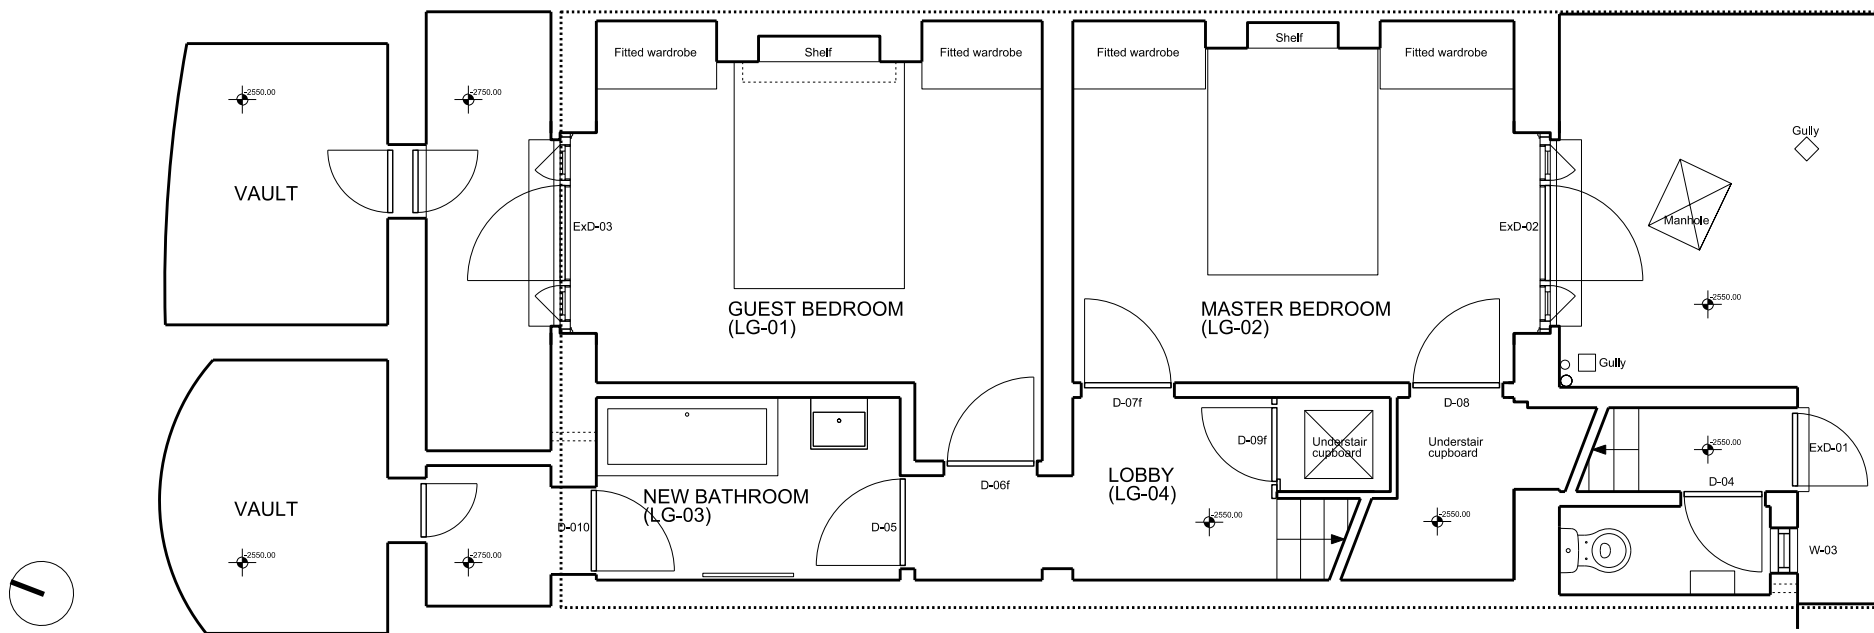 Fitted wardrobe
Shelf
Fitted wardrobe
Fitted wardrobe
Shelf
Fitted wardrobe
-2550.00
-2750.00
Gully
VAULT
Manhole
ExD-03
ExD-02
GUEST BEDROOM
(LG-01)
MASTER BEDROOM
(LG-02)
-2550.00
Gully
D-07f
D-08
D-09f
Understair
cupboard
Understair
cupboard
-2550.00
ExD-01
LOBBY
(LG-04)
D-06f
D-04
NEW BATHROOM
(LG-03)
VAULT
D-010
D-05
-2550.00
-2550.00
W-03
-2550.00
-2750.00